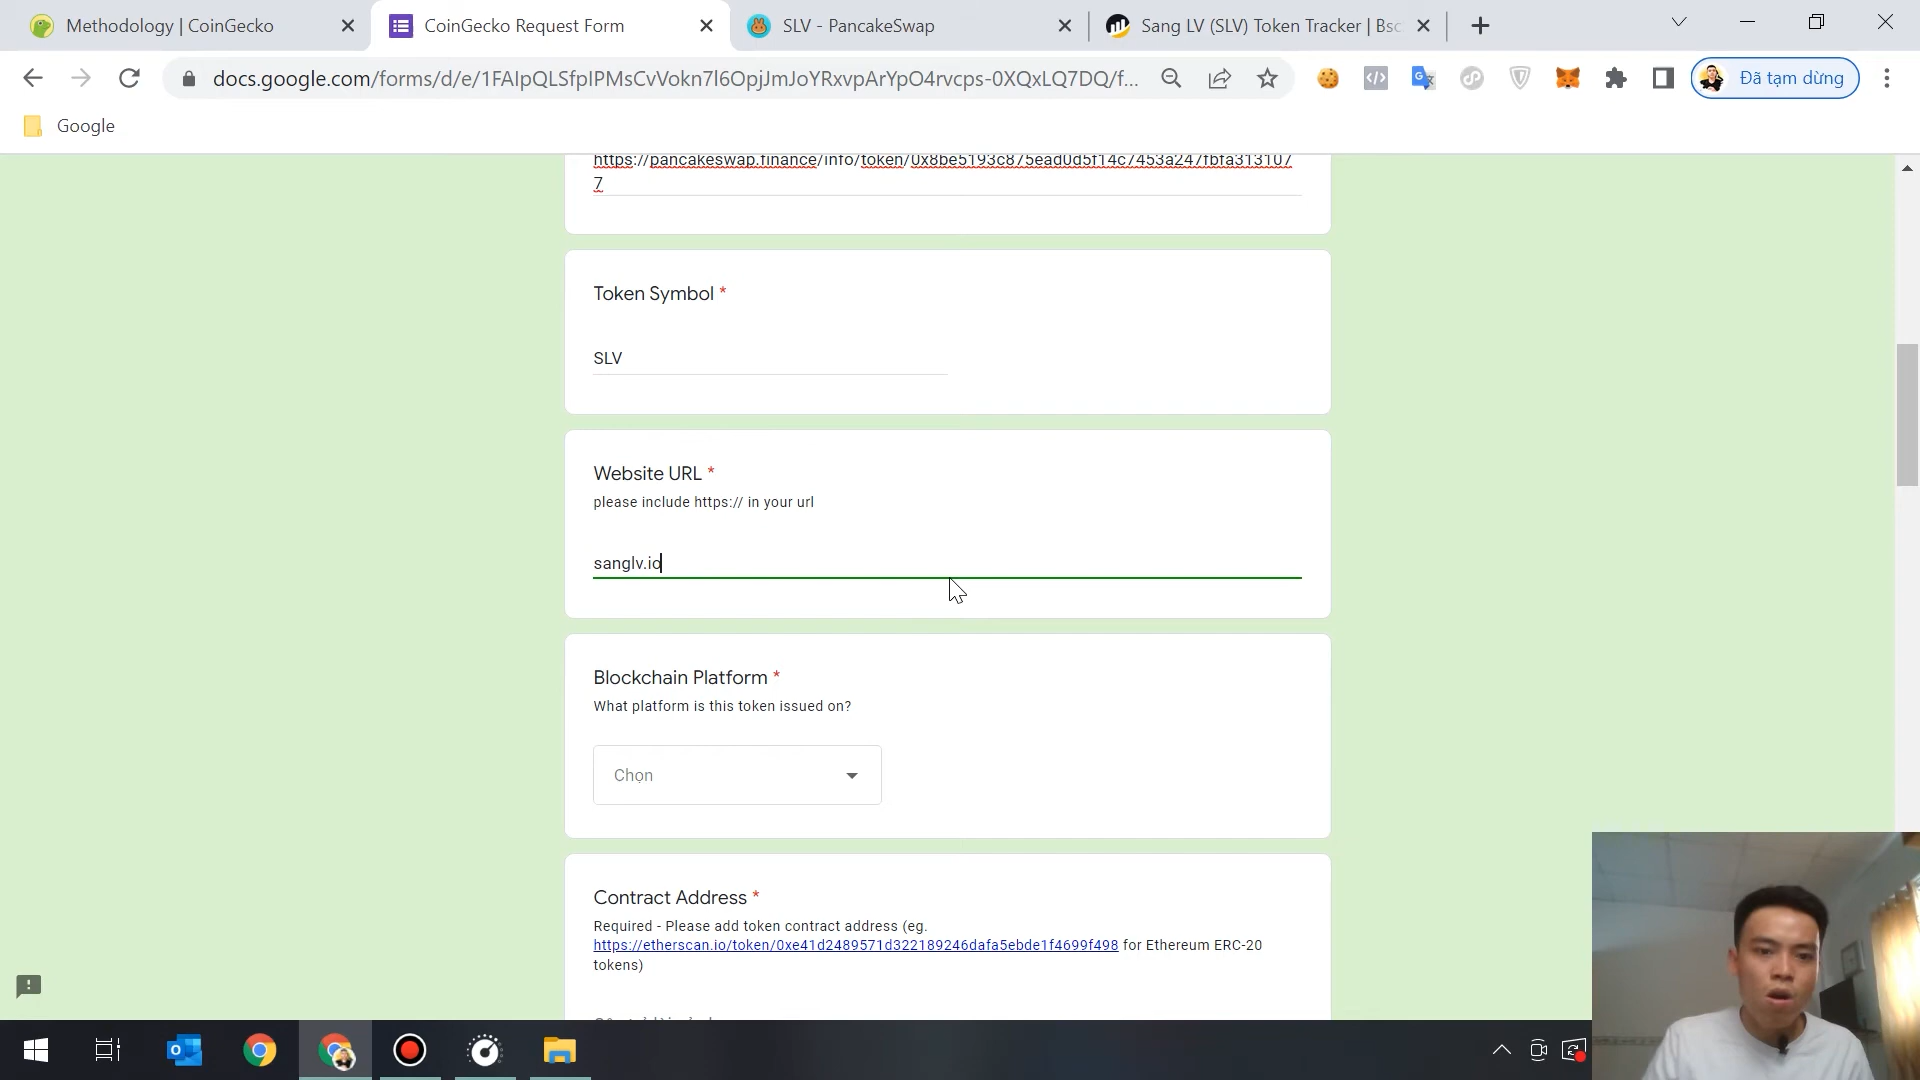 Methodology | CoinGecko
CoinGecko Request Form
SLV - PancakeSwap
Sang LV (SLV) Token Tracker | Bsc
docs.google.com/forms/d/e/1FAIpQLSfpIPMsCvVokn7l6OpjJmJoYRxvpArYpO4rvcps-0XQxLQ7DQ/f...
Đã tạm dừng
Google
https://pancakeswap.finance/info/token/0x8be5193c875ead0d5f14c7453a247fbfa313107
7
Token Symbol *
SLV
Website URL *
please include https:// in your url
sanglv.io
Blockchain Platform *
What platform is this token issued on?
Chọn
Contract Address *
Required - Please add token contract address (eg.
https://etherscan.io/token/0xe41d2489571d322189246dafa5ebde1f4699f498 for Ethereum ERC-20
tokens)